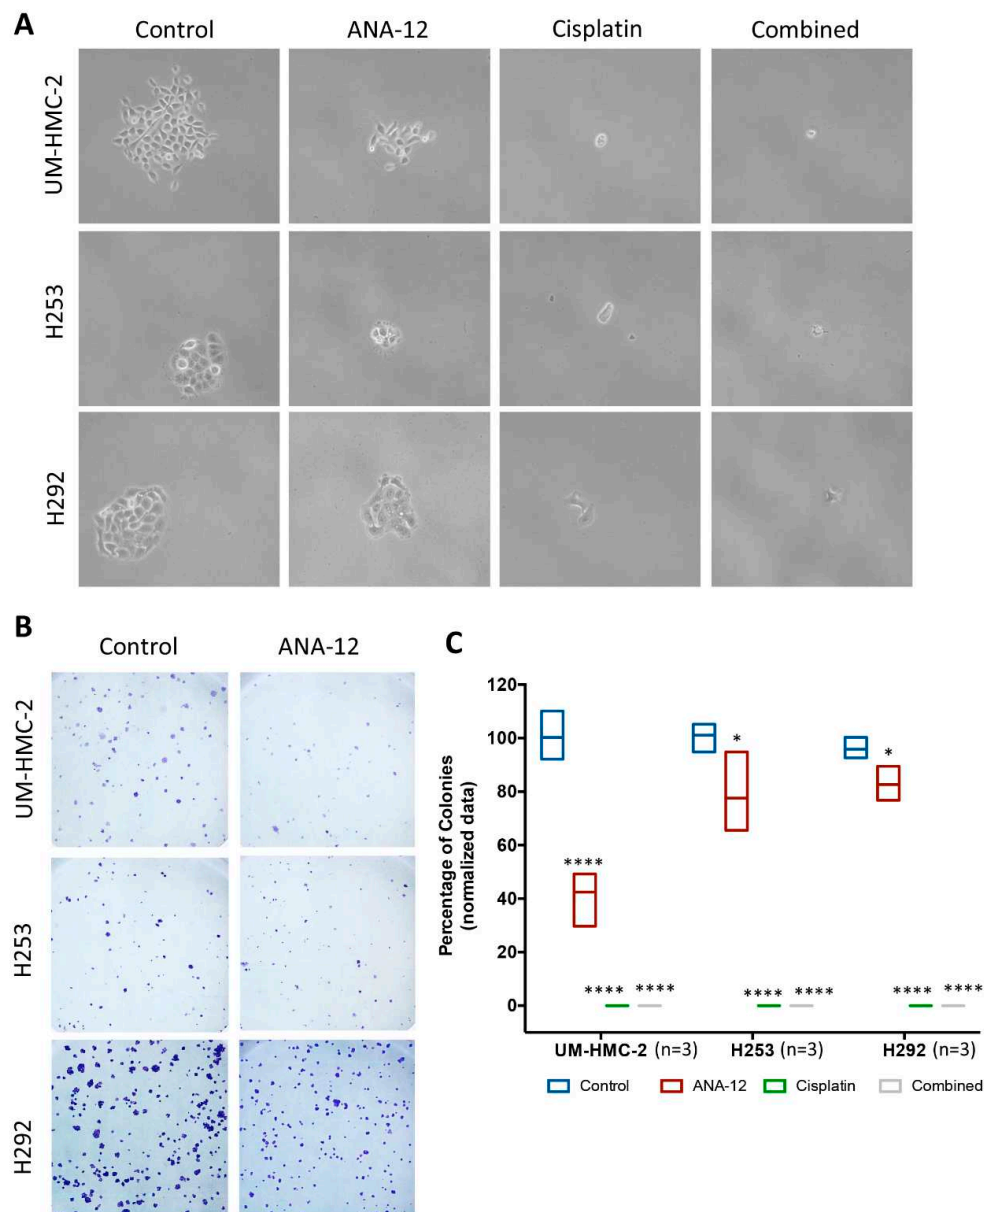 A
Control ANA-12 Cisplatin Combined
UM-HMC-2
H253
H292
B
Control ANA-12
UM-HMC-2
H253
H292
C
Percentage of Colonies
(normalized data)
120
100
80
60
40
20
0
****
**** ****
*
**** ****
*
**** ****
UM-HMC-2 (n=3) H253 (n=3) H292 (n=3)
Control ANA-12 Cisplatin Combined